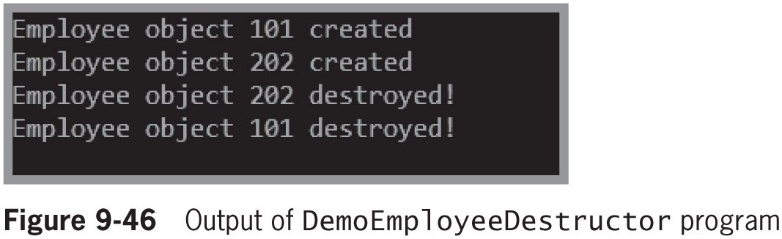 Employee object 101 created
Employee object 202 created
Employee object 202 destroyed!
Employee object 101 destroyed!
Figure 9-46 Output of DemoEmployeeDestructor program